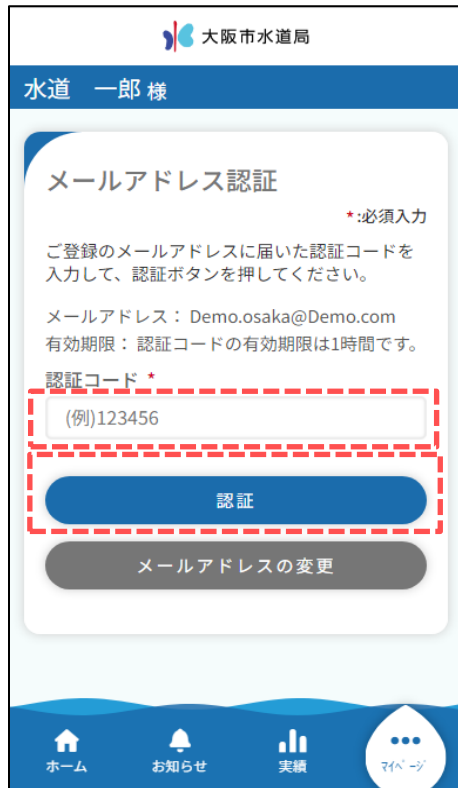 大阪市水道局
水道　一郎 様
メールアドレス認証
*:必須入力
ご登録のメールアドレスに届いた認証コードを
入力して、認証ボタンを押してください。
メールアドレス： Demo.osaka@Demo.com
有効期限： 認証コードの有効期限は1時間です。
認証コード *
(例)123456
認証
メールアドレスの変更
ホーム
お知らせ
実績
ﾏｲﾍﾟｰｼﾞ